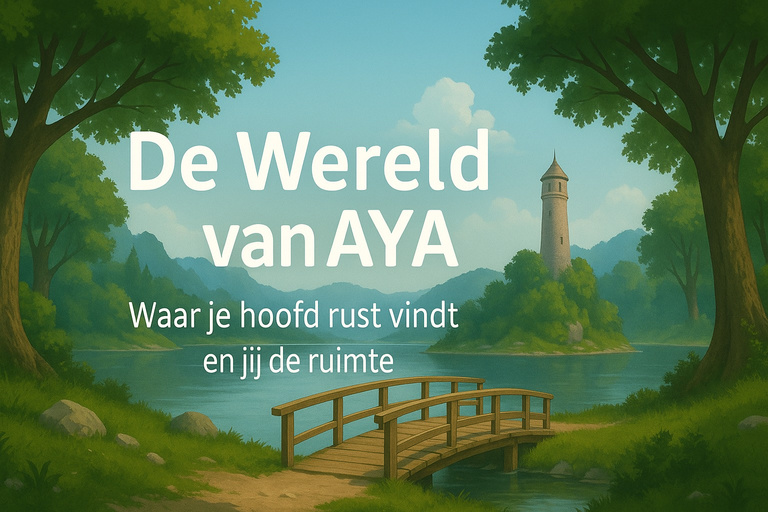 De Wereld
van AYA
Waar je hoofd rust vindt
en jij de ruimte